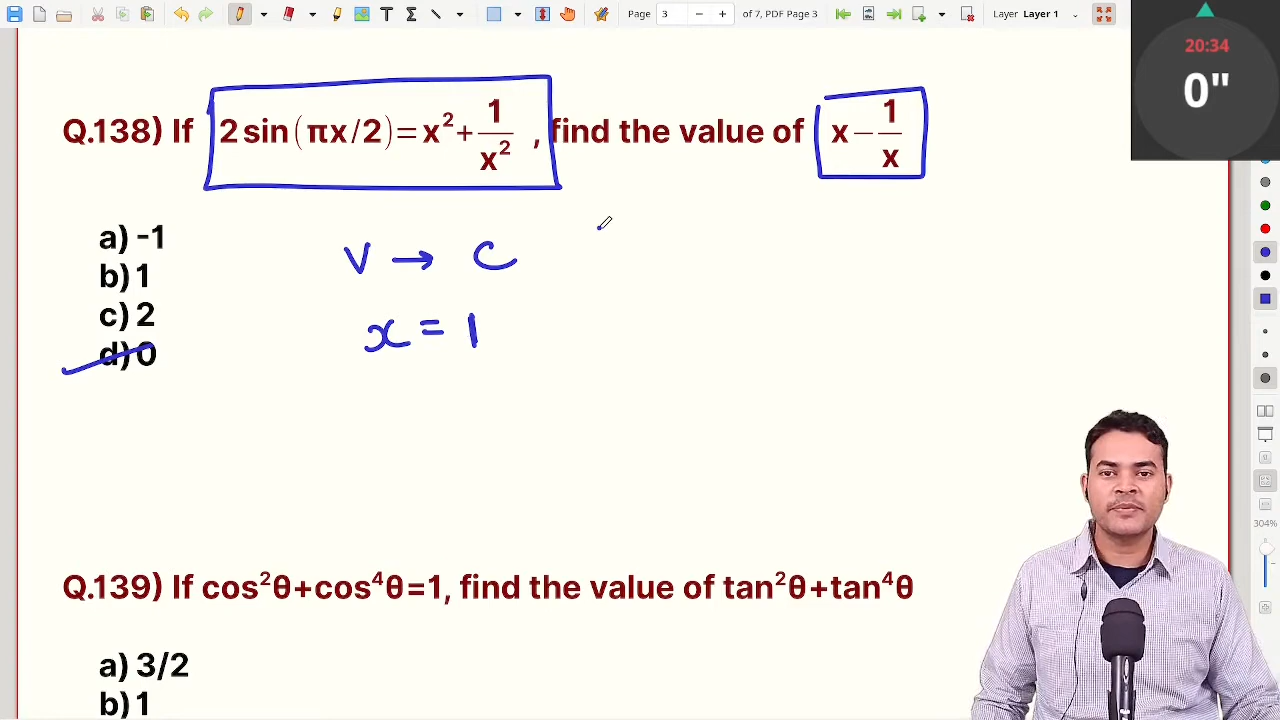 Page 3 of 7 PDF Page 3 Layer Layer 1
20:34
0"
Q.138) If 2 sin(πx/2)=x²+1/x² , find the value of x−1/x
a) -1
b) 1
c) 2
d) 0
V → C
x = 1
304%
Q.139) If cos²θ+cos⁴θ=1, find the value of tan²θ+tan⁴θ
a) 3/2
b) 1